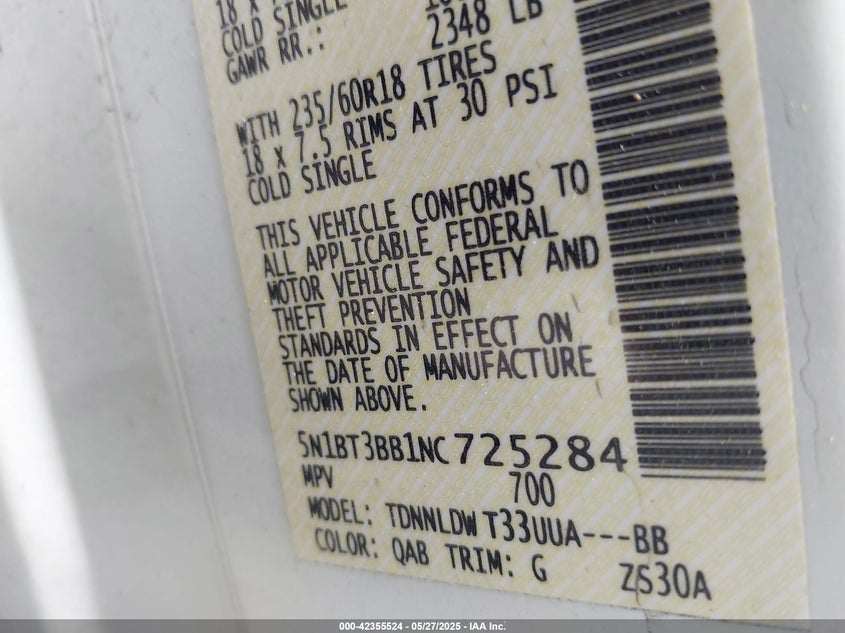 18 X
COLD SINGLE
GAWR RR.: 2348 LB
WITH 235/60R18 TIRES
18 X 7.5 RIMS AT 30 PSI
COLD SINGLE
THIS VEHICLE CONFORMS TO
ALL APPLICABLE FEDERAL
MOTOR VEHICLE SAFETY AND
THEFT PREVENTION
STANDARDS IN EFFECT ON
THE DATE OF MANUFACTURE
SHOWN ABOVE.
5N1BT3BB1NC725284
MPV 700
MODEL: TDNNLDW T33UUA---BB
COLOR: QAB TRIM: G ZS30A
000-42355524 - 05/27/2025 - IAA Inc.